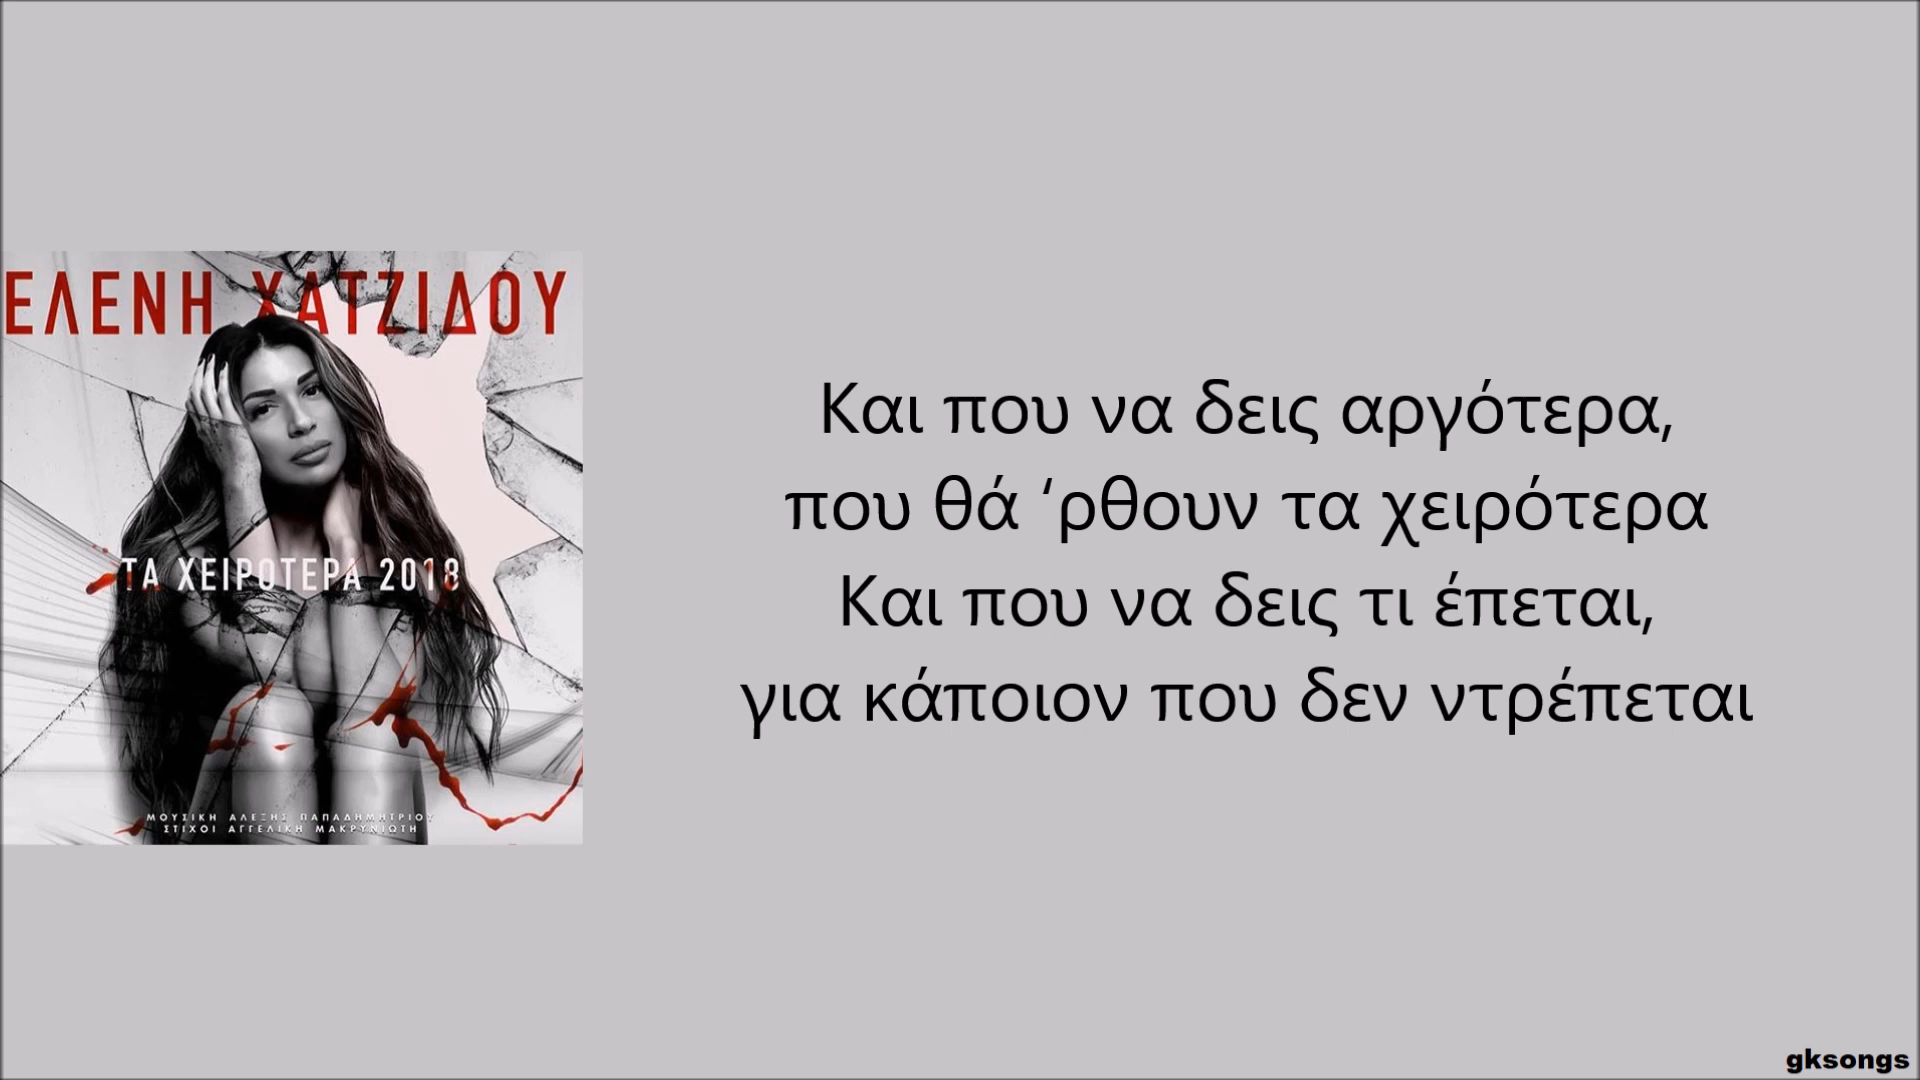 ΕΛΕΝΗ ΧΑΤΖΙΔΟΥ
ΤΑ ΧΕΙΡΟΤΕΡΑ 2018
ΜΟΥΣΙΚΗ ΑΛΕΞΗΣ ΠΑΠΑΔΗΜΗΤΡΙΟΥ
ΣΤΙΧΟΙ ΑΓΓΕΛΙΚΗ ΜΑΚΡΥΝΙΩΤΗ
Και που να δεις αργότερα,
που θά ‘ρθουν τα χειρότερα
Και που να δεις τι έπεται,
για κάποιον που δεν ντρέπεται
gksongs